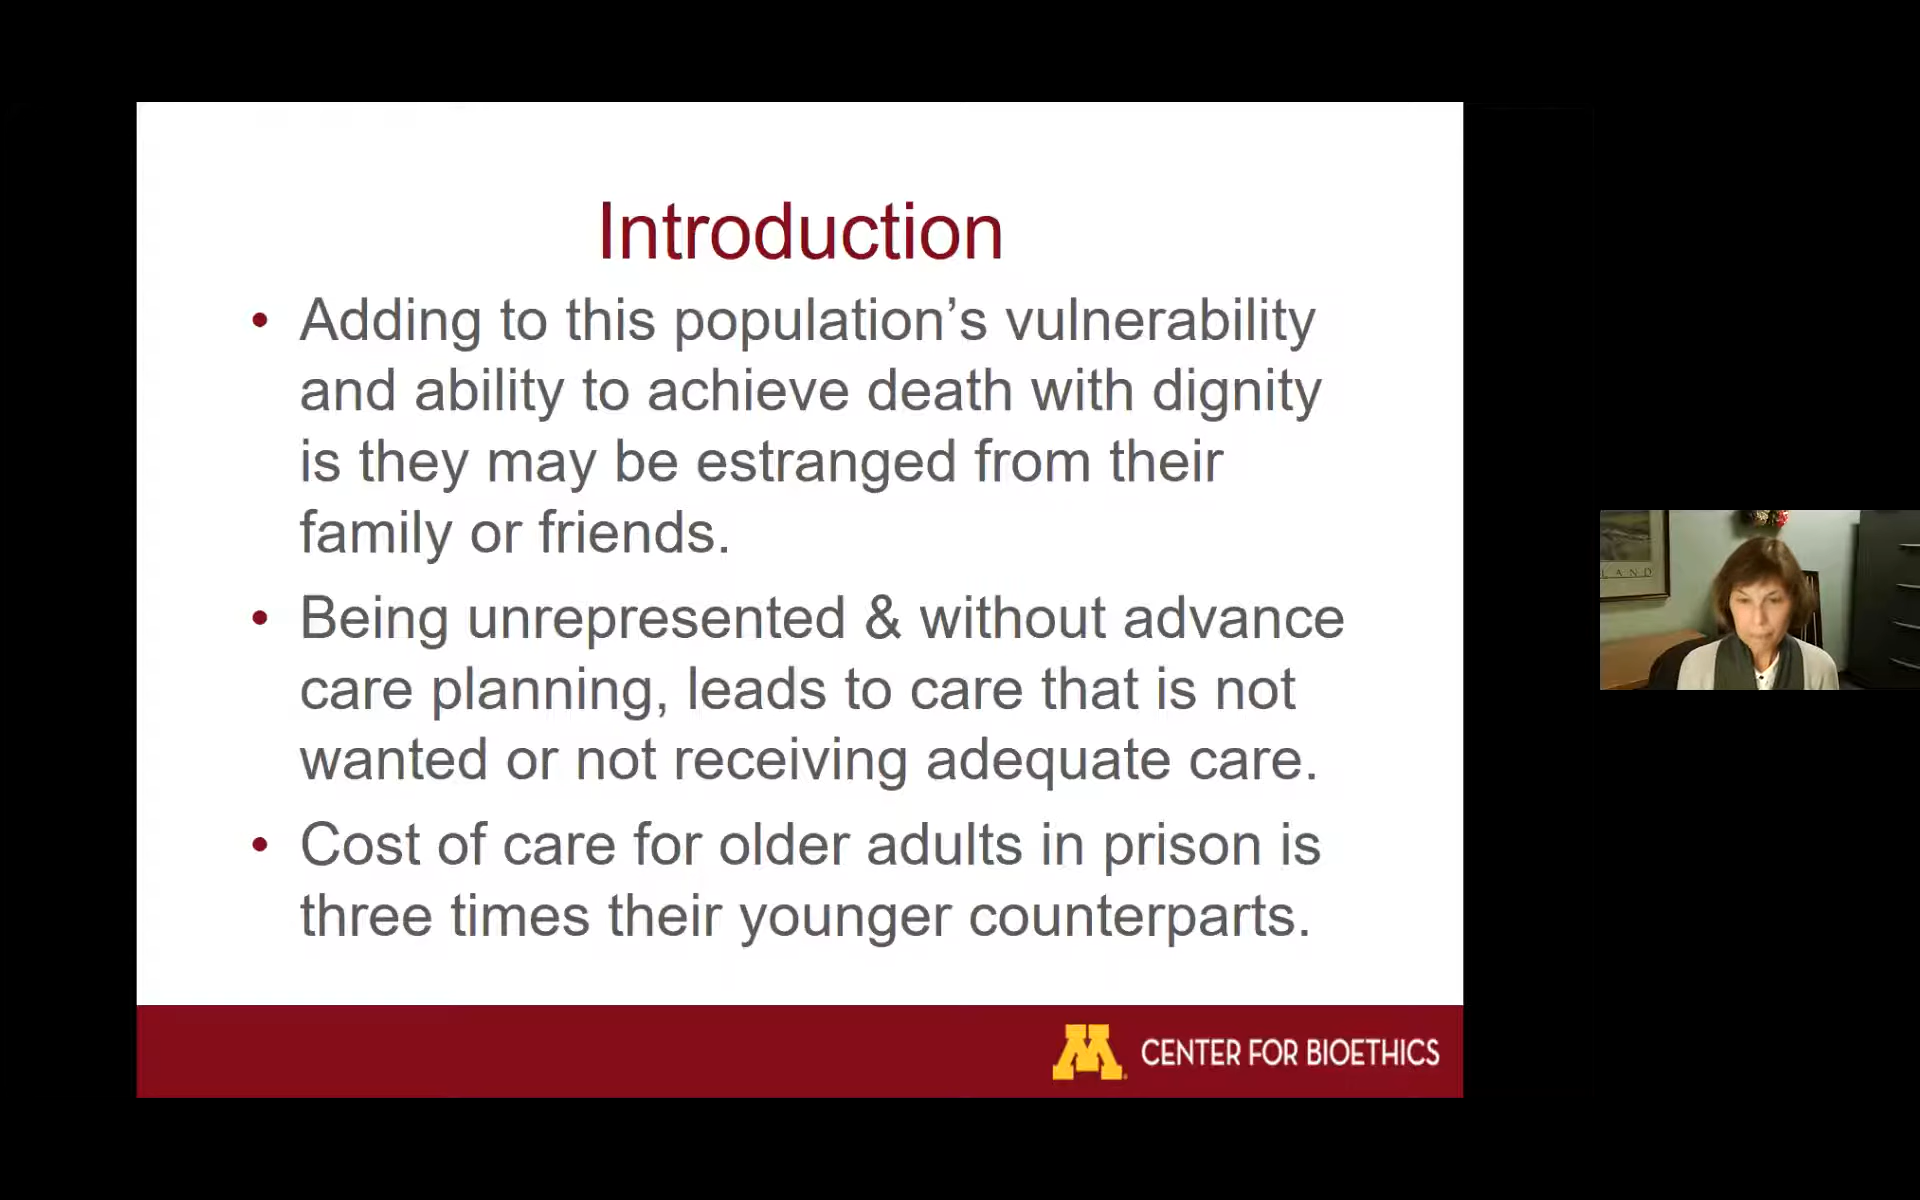 Introduction
• Adding to this population's vulnerability
and ability to achieve death with dignity
is they may be estranged from their
family or friends.
• Being unrepresented & without advance
care planning, leads to care that is not
wanted or not receiving adequate care.
• Cost of care for older adults in prison is
three times their younger counterparts.
M CENTER FOR BIOETHICS
LAND